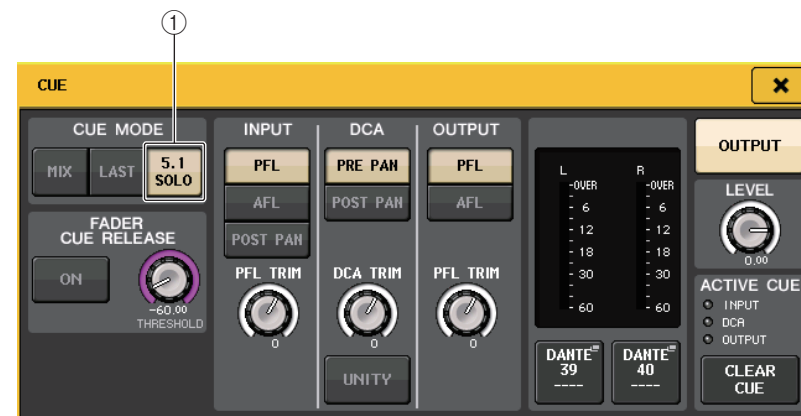 1
CUE
CUE MODE
MIX
LAST
5.1
SOLO
FADER
CUE RELEASE
ON
-60.00
THRESHOLD
INPUT
PFL
AFL
POST PAN
PFL TRIM
0
DCA
PRE PAN
POST PAN
DCA TRIM
0
UNITY
OUTPUT
PFL
AFL
PFL TRIM
0
L
R
-OVER
-OVER
- 6
- 6
- 12
- 12
- 18
- 18
- 30
- 30
- 60
- 60
DANTE
39
----
DANTE
40
----
OUTPUT
LEVEL
0.00
ACTIVE CUE
INPUT
DCA
OUTPUT
CLEAR
CUE